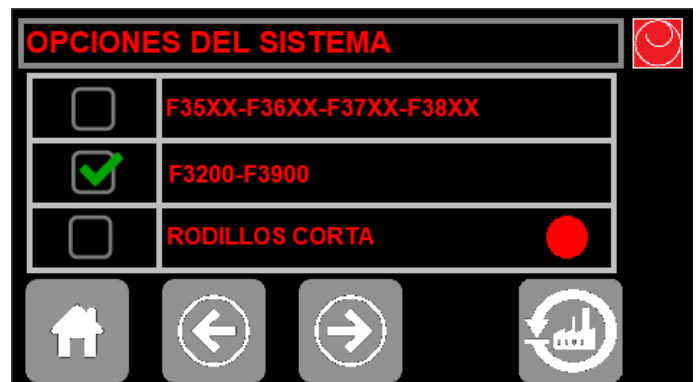 OPCIONES DEL SISTEMA
F35XX-F36XX-F37XX-F38XX
F3200-F3900
RODILLOS CORTA